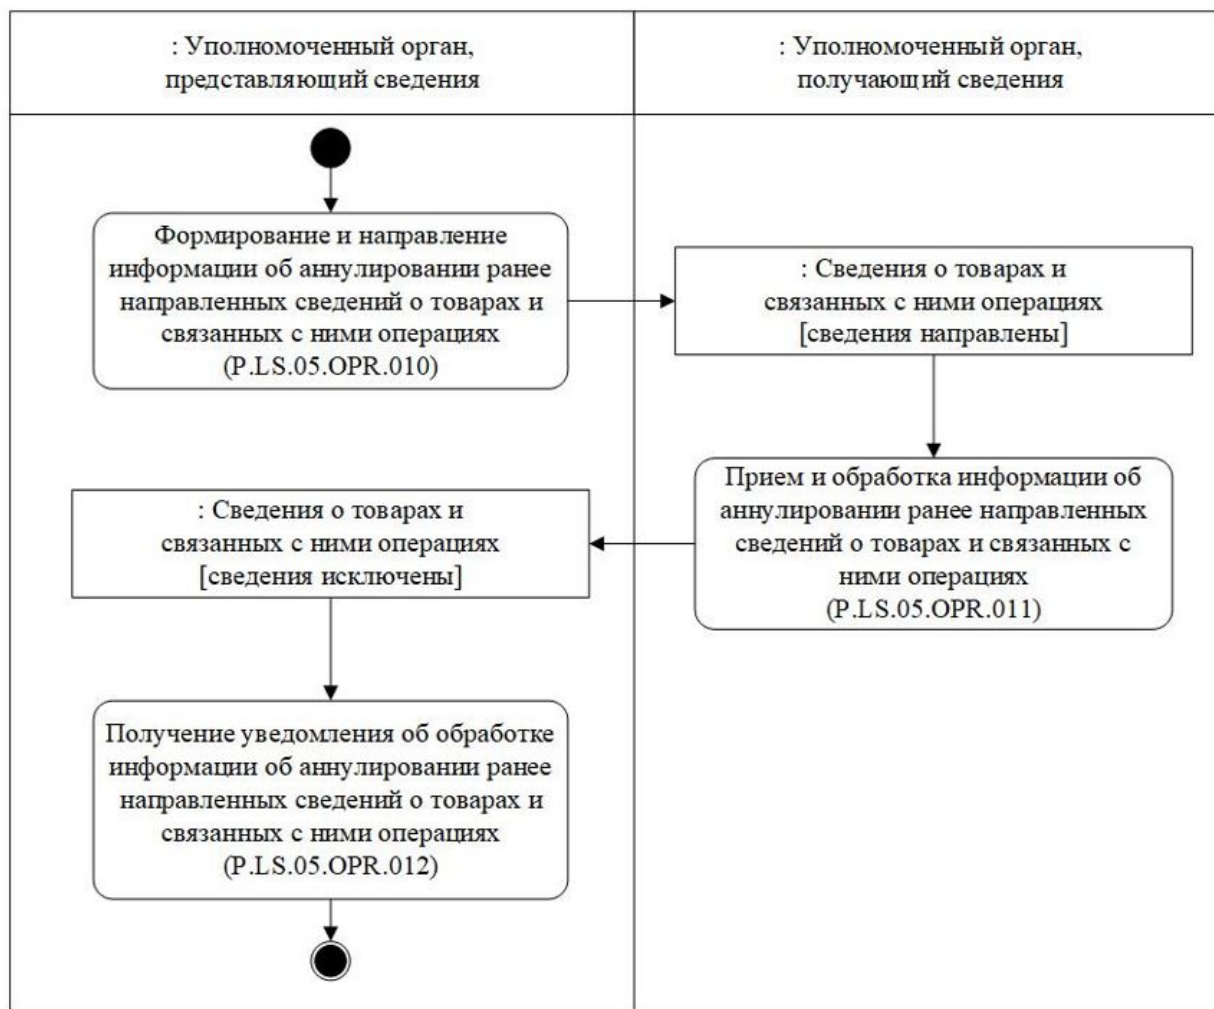 : Уполномоченный орган,
представляющий сведения
: Уполномоченный орган,
получающий сведения
Формирование и направление
информации об аннулировании ранее
направленных сведений о товарах и
связанных с ними операциях
(P.LS.05.OPR.010)
: Сведения о товарах и
связанных с ними операциях
[сведения направлены]
Прием и обработка информации об
аннулировании ранее направленных
сведений о товарах и связанных с
ними операциях
(P.LS.05.OPR.011)
: Сведения о товарах и
связанных с ними операциях
[сведения исключены]
Получение уведомления об обработке
информации об аннулировании ранее
направленных сведений о товарах и
связанных с ними операциях
(P.LS.05.OPR.012)